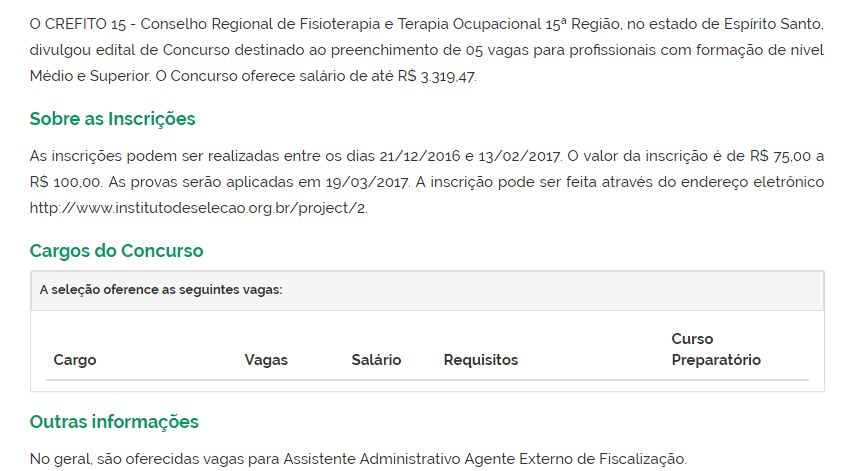 O CREFITO 15 - Conselho Regional de Fisioterapia e Terapia Ocupacional 15ª Região, no estado de Espírito Santo,
divulgou edital de Concurso destinado ao preenchimento de 05 vagas para profissionais com formação de nível
Médio e Superior. O Concurso oferece salário de até R$ 3.319,47.
Sobre as Inscrições
As inscrições podem ser realizadas entre os dias 21/12/2016 e 13/02/2017. O valor da inscrição é de R$ 75,00 a
R$ 100,00. As provas serão aplicadas em 19/03/2017. A inscrição pode ser feita através do endereço eletrônico
http://www.institutodeselecao.org.br/project/2.
Cargos do Concurso
A seleção oference as seguintes vagas:
Cargo Vagas Salário Requisitos Curso
Preparatório
Outras informações
No geral, são oferecidas vagas para Assistente Administrativo Agente Externo de Fiscalização.